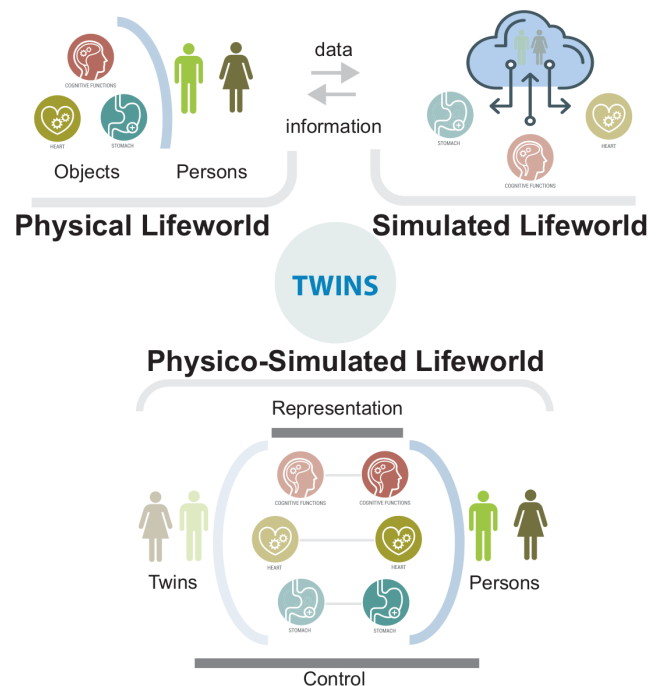 COGNITIVE FUNCTIONS
HEART
STOMACH
Objects
Persons
Physical Lifeworld
data
information
STOMACH
HEART
COGNITIVE FUNCTIONS
Simulated Lifeworld
TWINS
Physico-Simulated Lifeworld
Representation
COGNITIVE FUNCTIONS
COGNITIVE FUNCTIONS
HEART
HEART
Twins
Persons
STOMACH
STOMACH
Control